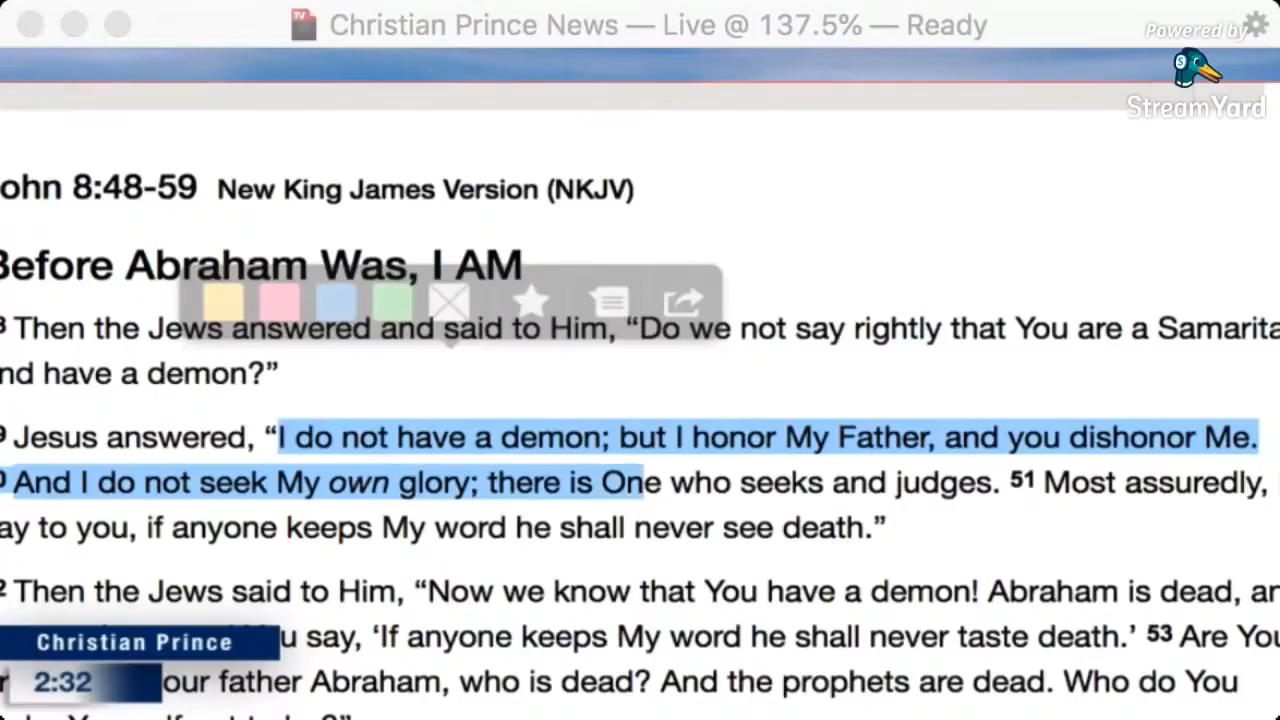 Christian Prince News — Live @ 137.5% — Ready
Powered by
StreamYard
ohn 8:48-59 New King James Version (NKJV)
Before Abraham Was, I AM
8 Then the Jews answered and said to Him, “Do we not say rightly that You are a Samarita
nd have a demon?”
9 Jesus answered, “I do not have a demon; but I honor My Father, and you dishonor Me.
0 And I do not seek My own glory; there is One who seeks and judges. 51 Most assuredly, I
ay to you, if anyone keeps My word he shall never see death.”
2 Then the Jews said to Him, “Now we know that You have a demon! Abraham is dead, an
u say, ‘If anyone keeps My word he shall never taste death.’ 53 Are You
our father Abraham, who is dead? And the prophets are dead. Who do You
Christian Prince
2:32